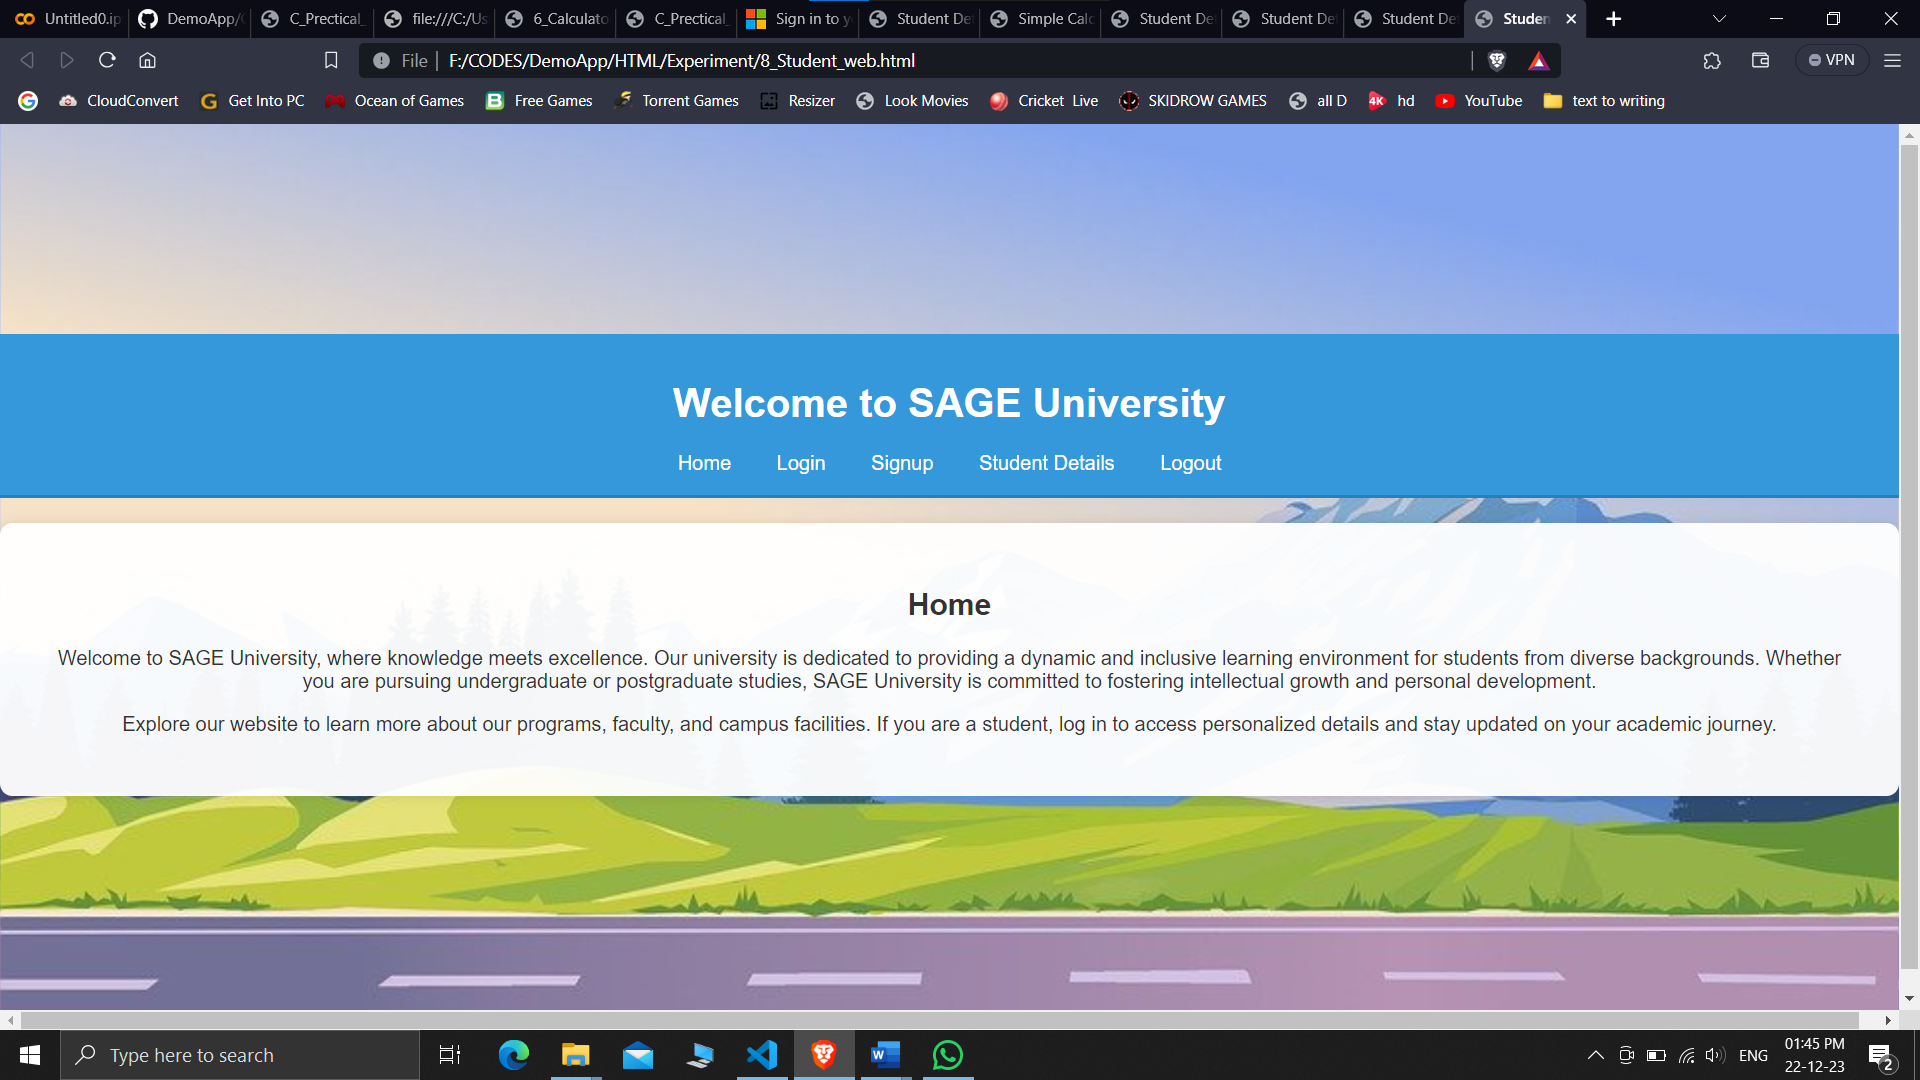 Untitled0.ip
DemoApp/
C_Prectical_
file:///C:/Us
6_Calculato
C_Prectical_
Sign in to y
Student De
Simple Calc
Student De
Student De
Student De
Studen
File
F:/CODES/DemoApp/HTML/Experiment/8_Student_web.html
VPN
CloudConvert
Get Into PC
Ocean of Games
Free Games
Torrent Games
Resizer
Look Movies
Cricket Live
SKIDROW GAMES
all D
4K hd
YouTube
text to writing
Welcome to SAGE University
Home Login Signup Student Details Logout
Home
Welcome to SAGE University, where knowledge meets excellence. Our university is dedicated to providing a dynamic and inclusive learning environment for students from diverse backgrounds. Whether
you are pursuing undergraduate or postgraduate studies, SAGE University is committed to fostering intellectual growth and personal development.
Explore our website to learn more about our programs, faculty, and campus facilities. If you are a student, log in to access personalized details and stay updated on your academic journey.
Type here to search
ENG
01:45 PM
22-12-23
2